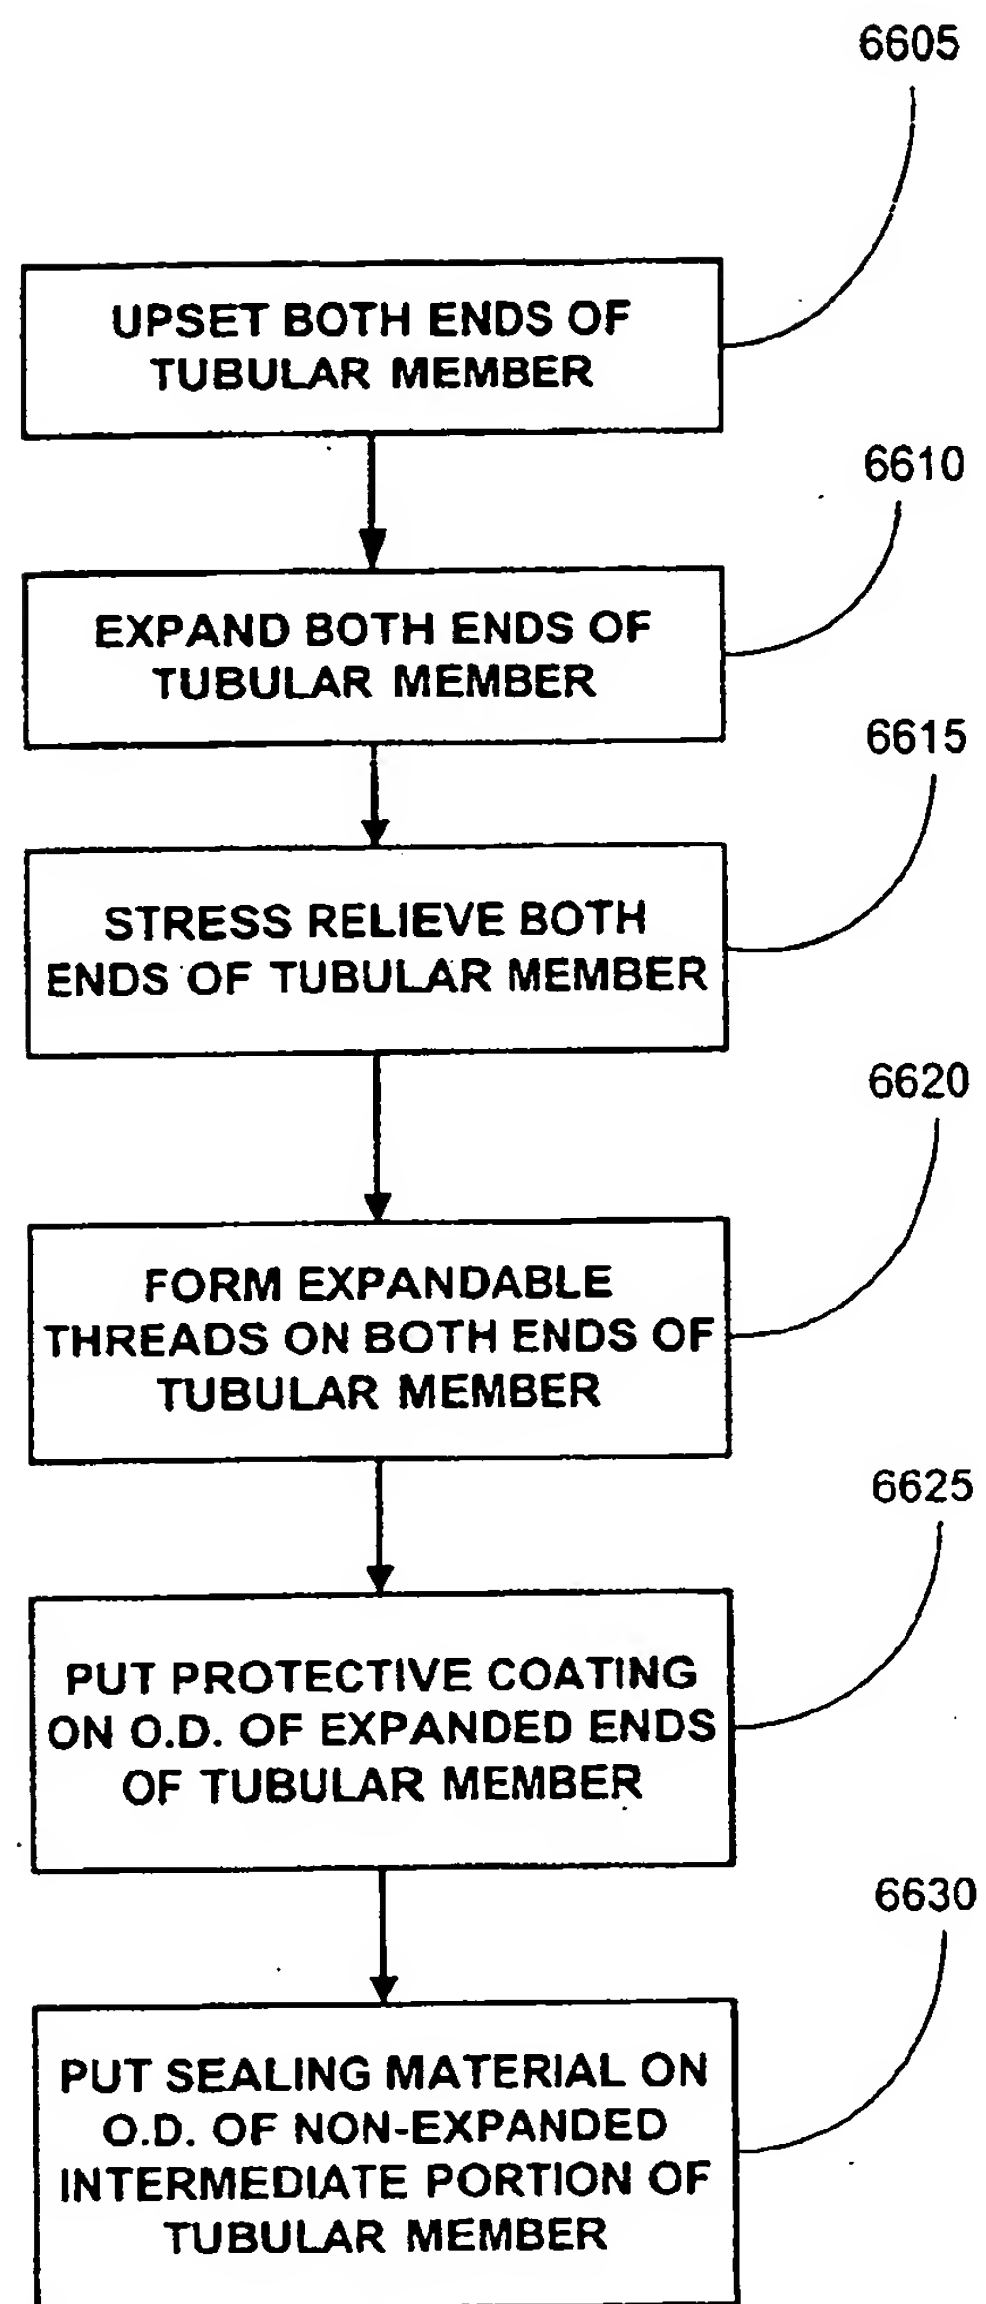 6605
UPSET BOTH ENDS OF
TUBULAR MEMBER
6610
EXPAND BOTH ENDS OF
TUBULAR MEMBER
6615
STRESS RELIEVE BOTH
ENDS OF TUBULAR MEMBER
6620
FORM EXPANDABLE
THREADS ON BOTH ENDS OF
TUBULAR MEMBER
6625
PUT PROTECTIVE COATING
ON O.D. OF EXPANDED ENDS
OF TUBULAR MEMBER
6630
PUT SEALING MATERIAL ON
O.D. OF NON-EXPANDED
INTERMEDIATE PORTION OF
TUBULAR MEMBER